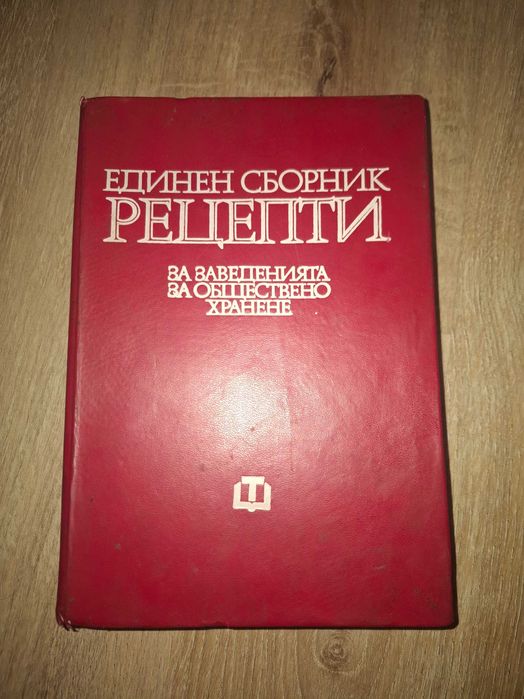 ЕДИНЕН СБОРНИК
РЕЦЕПТИ
ЗА ЗАВЕДЕНИЯТА
ЗА ОБЩЕСТВЕНО
ХРАНЕНЕ
Т